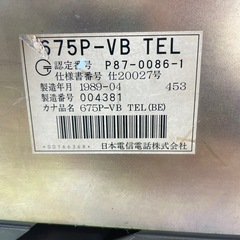 675P-VB TEL
認定番号 P87-0086-1
仕様書番号 仕20027号
製造年月 1989-04 453
製造番号 004381
カナ品名 675P-VB TEL(BE)
日本電信電話株式会社